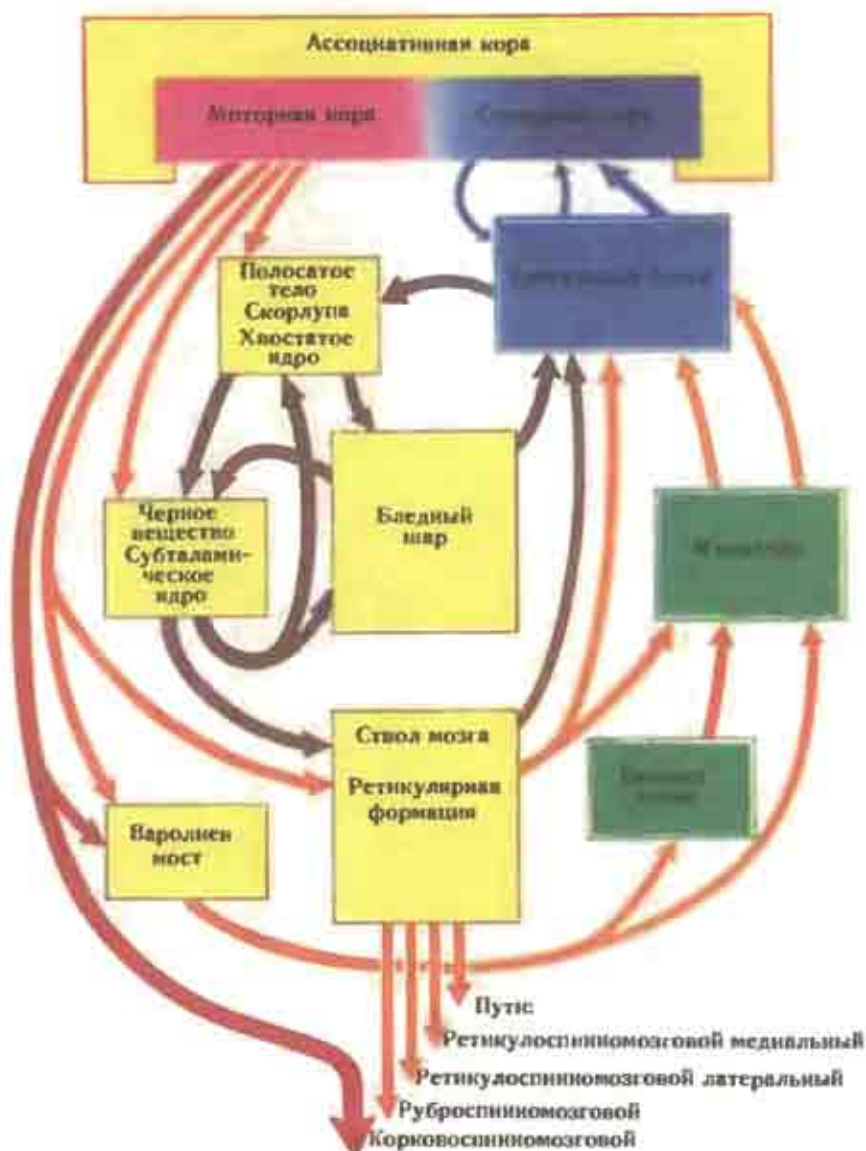 Ассоциативная кора
Моторная кора
Полосатое
тело
Скорлупа
Хвостатое
ядро
Черное
вещество
Субталами-
ческое
ядро
Бледный
шар
Ствол мозга
Ретикулярная
формация
Варолиев
мост
Пути:
Ретикулоспинномозговой медиальный
Ретикулоспинномозговой латеральный
Руброспинномозговой
Корковоспинномозговой